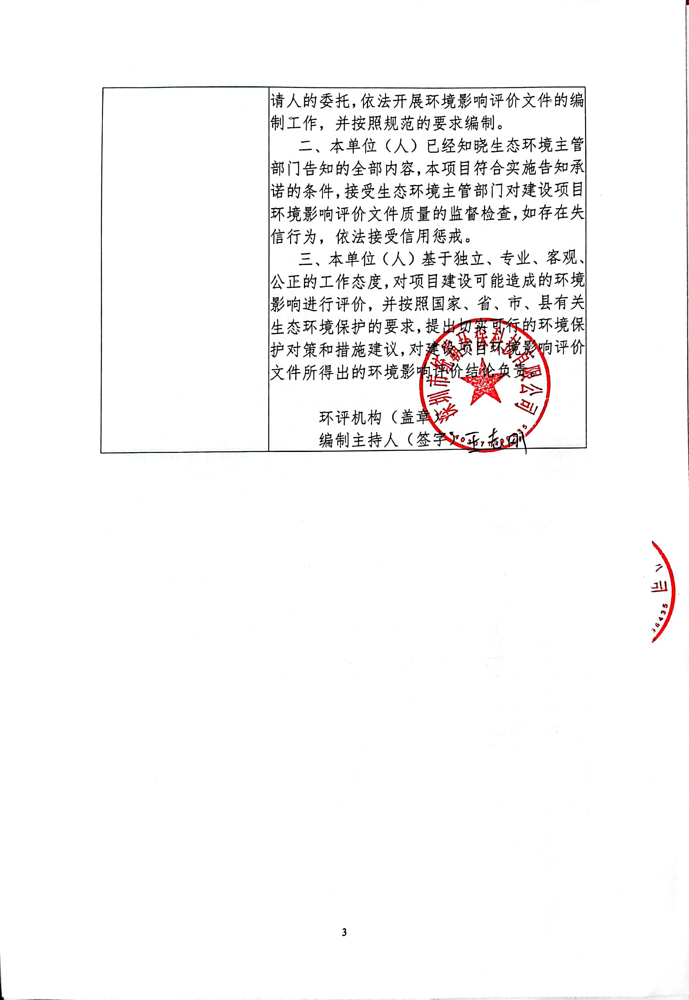 请人的委托，依法开展环境影响评价文件的编
制工作，并按照规范的要求编制。
二、本单位（人）已经知晓生态环境主管
部门告知的全部内容，本项目符合实施告知承
诺的条件，接受生态环境主管部门对建设项目
环境影响评价文件质量的监督检查，如存在失
信行为，依法接受信用惩戒。
三、本单位（人）基于独立、专业、客观、
公正的工作态度，对项目建设可能造成的环境
影响进行评价，并按照国家、省、市、县有关
生态环境保护的要求，提出切实可行的环境保
护对策和措施建议，对建设项目环境影响评价
文件所得出的环境影响评价结论负责。
环评机构（盖章）
深圳市 环保科技有限公司
编制主持人（签字）王志刚
司
36435
3